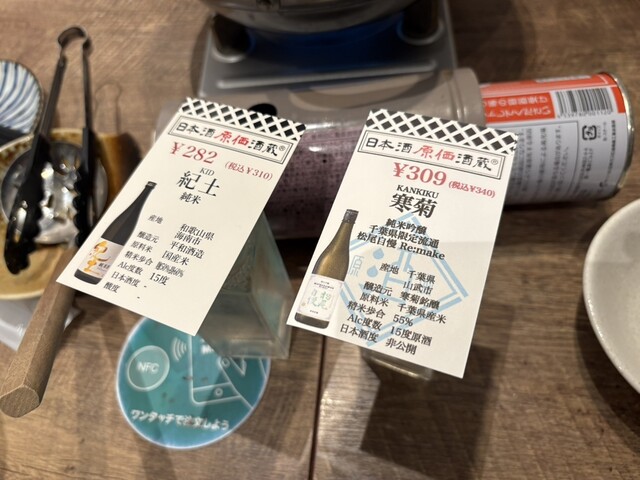 日本酒原価酒蔵®
¥282 (税込¥310)
KID
紀土
純米
産地 和歌山県
海南市
醸造元 平和酒造
原料米 国産米
精米歩合
Alc度数 15度
日本酒度
酸度
日本酒原価酒蔵®
¥309 (税込¥340)
KANKIKU
寒菊
純米吟醸
千葉県限定流通
松尾自慢 Re:make
産地 千葉県
山武市
醸造元 寒菊銘醸
原料米 千葉県産米
精米歩合 55%
Alc度数 15度原酒
日本酒度 非公開
NFC
ワンタッチで注文しよう